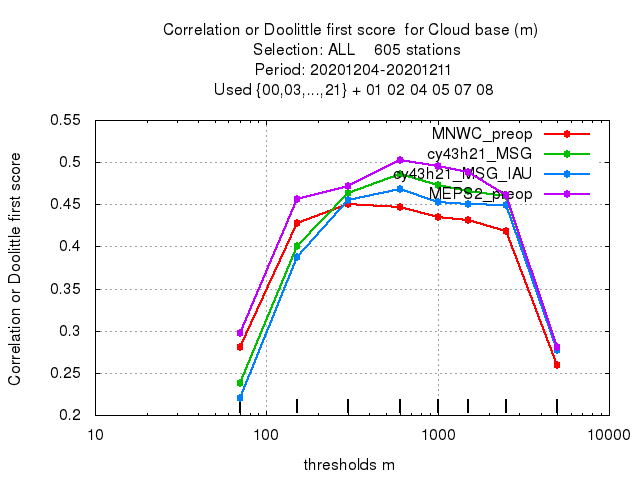 Correlation or Doolittle first score  for Cloud base (m)
Selection: ALL    605 stations
Period: 20201204-20201211
Used {00,03,...,21} + 01 02 04 05 07 08
Correlation or Doolittle first score
0.55
0.5
0.45
0.4
0.35
0.3
0.25
0.2
MNWC_preop
cy43h21_MSG
cy43h21_MSG_IAU
MEPS2_preop
10 100 1000 10000
thresholds m